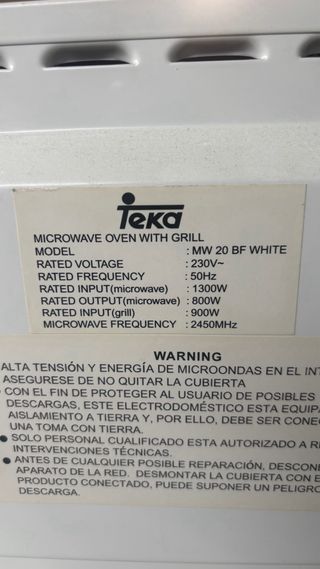 Teka
MICROWAVE OVEN WITH GRILL
MODEL : MW 20 BF WHITE
RATED VOLTAGE : 230V~
RATED FREQUENCY : 50Hz
RATED INPUT(microwave) : 1300W
RATED OUTPUT(microwave) : 800W
RATED INPUT(grill) : 900W
MICROWAVE FREQUENCY : 2450MHz
WARNING
ALTA TENSIÓN Y ENERGÍA DE MICROONDAS EN EL
ASEGURESE DE NO QUITAR LA CUBIERTA
CON EL FIN DE PROTEGER AL USUARIO DE POSIBLES
DESCARGAS, ESTE ELECTRODOMÉSTICO ESTA
AISLAMIENTO A TIERRA Y, POR ELLO, DEBE SER
UNA TOMA CON TIERRA.
● SOLO PERSONAL CUALIFICADO ESTA AUTORIZADO A
INTERVENCIONES TÉCNICAS.
● ANTES DE CUALQUIER POSIBLE REPARACIÓN,
APARATO DE LA RED. DESMONTAR LA CUBIERTA CON
PRODUCTO CONECTADO, PUEDE SUPONER UN
DESCARGA.